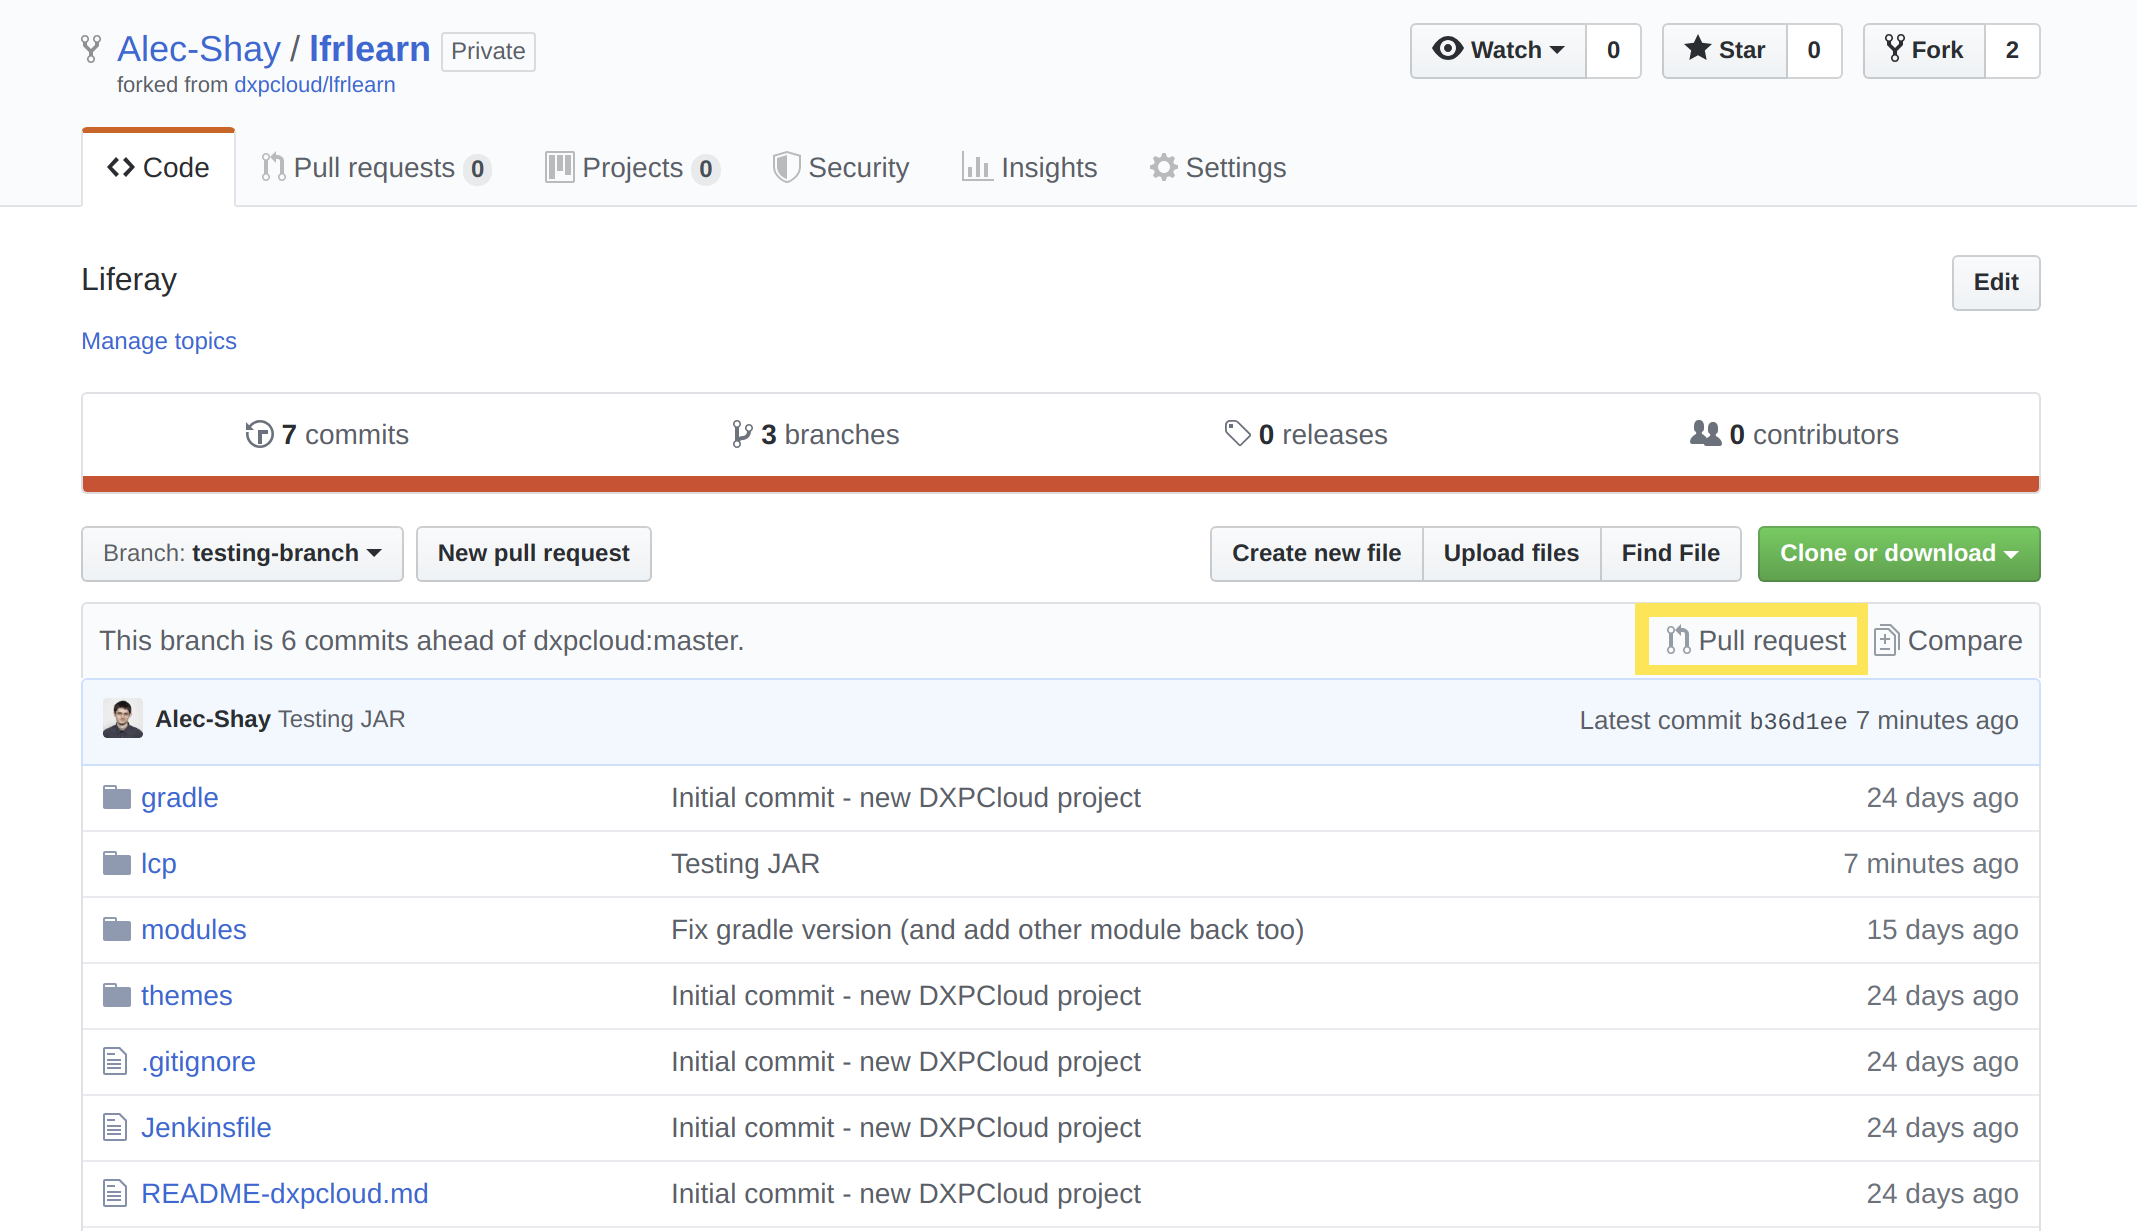 Alec-Shay / lfrlearn Private
Watch 0 Star 0 Fork 2
forked from dxpcloud/lfrlearn
Code Pull requests 0 Projects 0 Security Insights Settings
Liferay
Edit
Manage topics
7 commits 3 branches 0 releases 0 contributors
Branch: testing-branch New pull request Create new file Upload files Find File Clone or download
This branch is 6 commits ahead of dxpcloud:master. Pull request Compare
Alec-Shay Testing JAR Latest commit b36d1ee 7 minutes ago
gradle Initial commit - new DXPCloud project 24 days ago
lcp Testing JAR 7 minutes ago
modules Fix gradle version (and add other module back too) 15 days ago
themes Initial commit - new DXPCloud project 24 days ago
.gitignore Initial commit - new DXPCloud project 24 days ago
Jenkinsfile Initial commit - new DXPCloud project 24 days ago
README-dxpcloud.md Initial commit - new DXPCloud project 24 days ago